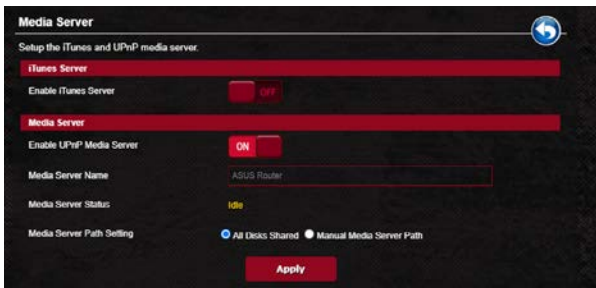 Media Server
Setup the iTunes and UPnP media server.
iTunes Server
Enable iTunes Server OFF
Media Server
Enable UPnP Media Server ON
Media Server Name ASUS Router
Media Server Status Idle
Media Server Path Setting All Disks Shared Manual Media Server Path
Apply